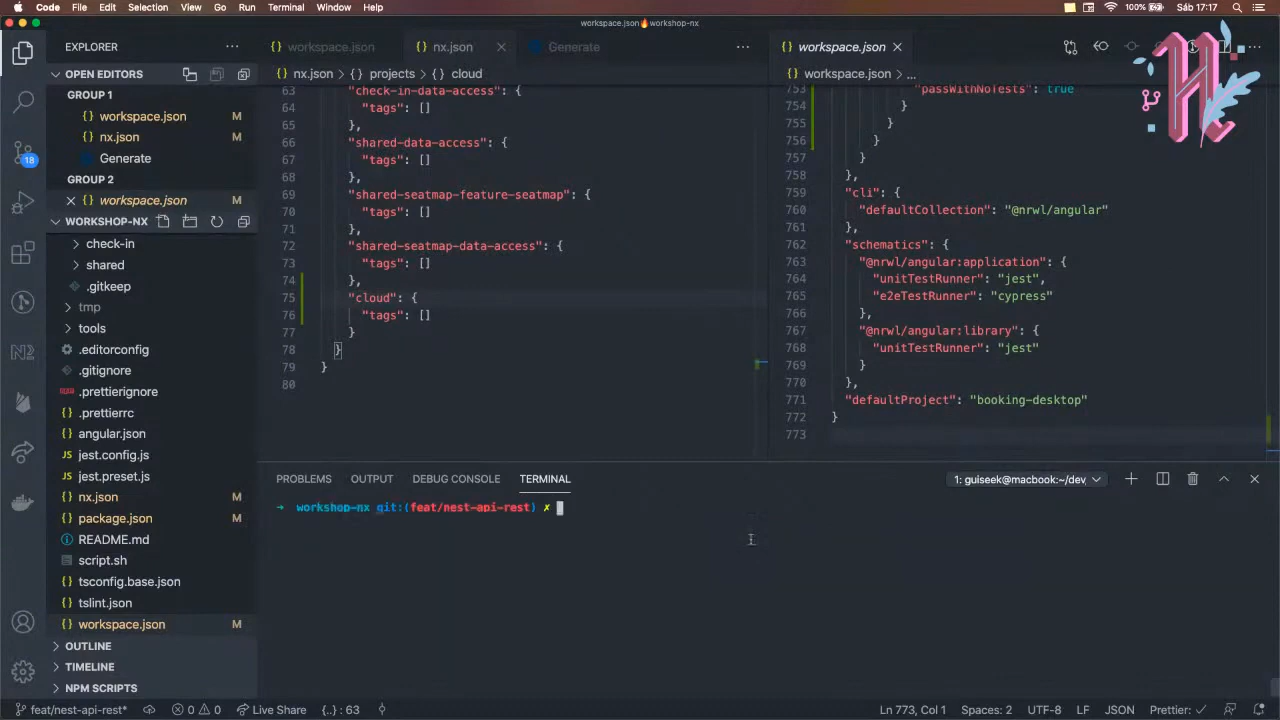 Code File Edit Selection View Go Run Terminal Window Help
100% Sáb 17:17
workspace.json🔥workshop-nx
EXPLORER
OPEN EDITORS
GROUP 1
{} workspace.json M
{} nx.json M
Generate
GROUP 2
{} workspace.json M
WORKSHOP-NX
check-in
shared
.gitkeep
tmp
tools
.editorconfig
.gitignore
.prettierignore
.prettierrc
{} angular.json
JS jest.config.js
JS jest.preset.js
{} nx.json M
{} package.json M
README.md
script.sh
{} tsconfig.base.json
{} tslint.json
{} workspace.json M
OUTLINE
TIMELINE
NPM SCRIPTS
18
{} workspace.json
{} nx.json
Generate
{} nx.json > {} projects > {} cloud
63 "check-in-data-access": {
64 "tags": []
65 },
66 "shared-data-access": {
67 "tags": []
68 },
69 "shared-seatmap-feature-seatmap": {
70 "tags": []
71 },
72 "shared-seatmap-data-access": {
73 "tags": []
74 },
75 "cloud": {
76 "tags": []
77 }
78 }
79 }
80
{} workspace.json
{} workspace.json > ...
753 "passWithNoTests": true
754 }
755 }
756 }
757 }
758 },
759 "cli": {
760 "defaultCollection": "@nrwl/angular"
761 },
762 "schematics": {
763 "@nrwl/angular:application": {
764 "unitTestRunner": "jest",
765 "e2eTestRunner": "cypress"
766 },
767 "@nrwl/angular:library": {
768 "unitTestRunner": "jest"
769 }
770 },
771 "defaultProject": "booking-desktop"
772 }
773
PROBLEMS OUTPUT DEBUG CONSOLE TERMINAL
1: guiseek@macbook:~/dev
→ workshop-nx git:(feat/nest-api-rest) ✗
feat/nest-api-rest* 0 0 Live Share {..} : 63
Ln 773, Col 1 Spaces: 2 UTF-8 LF JSON Prettier: ✓